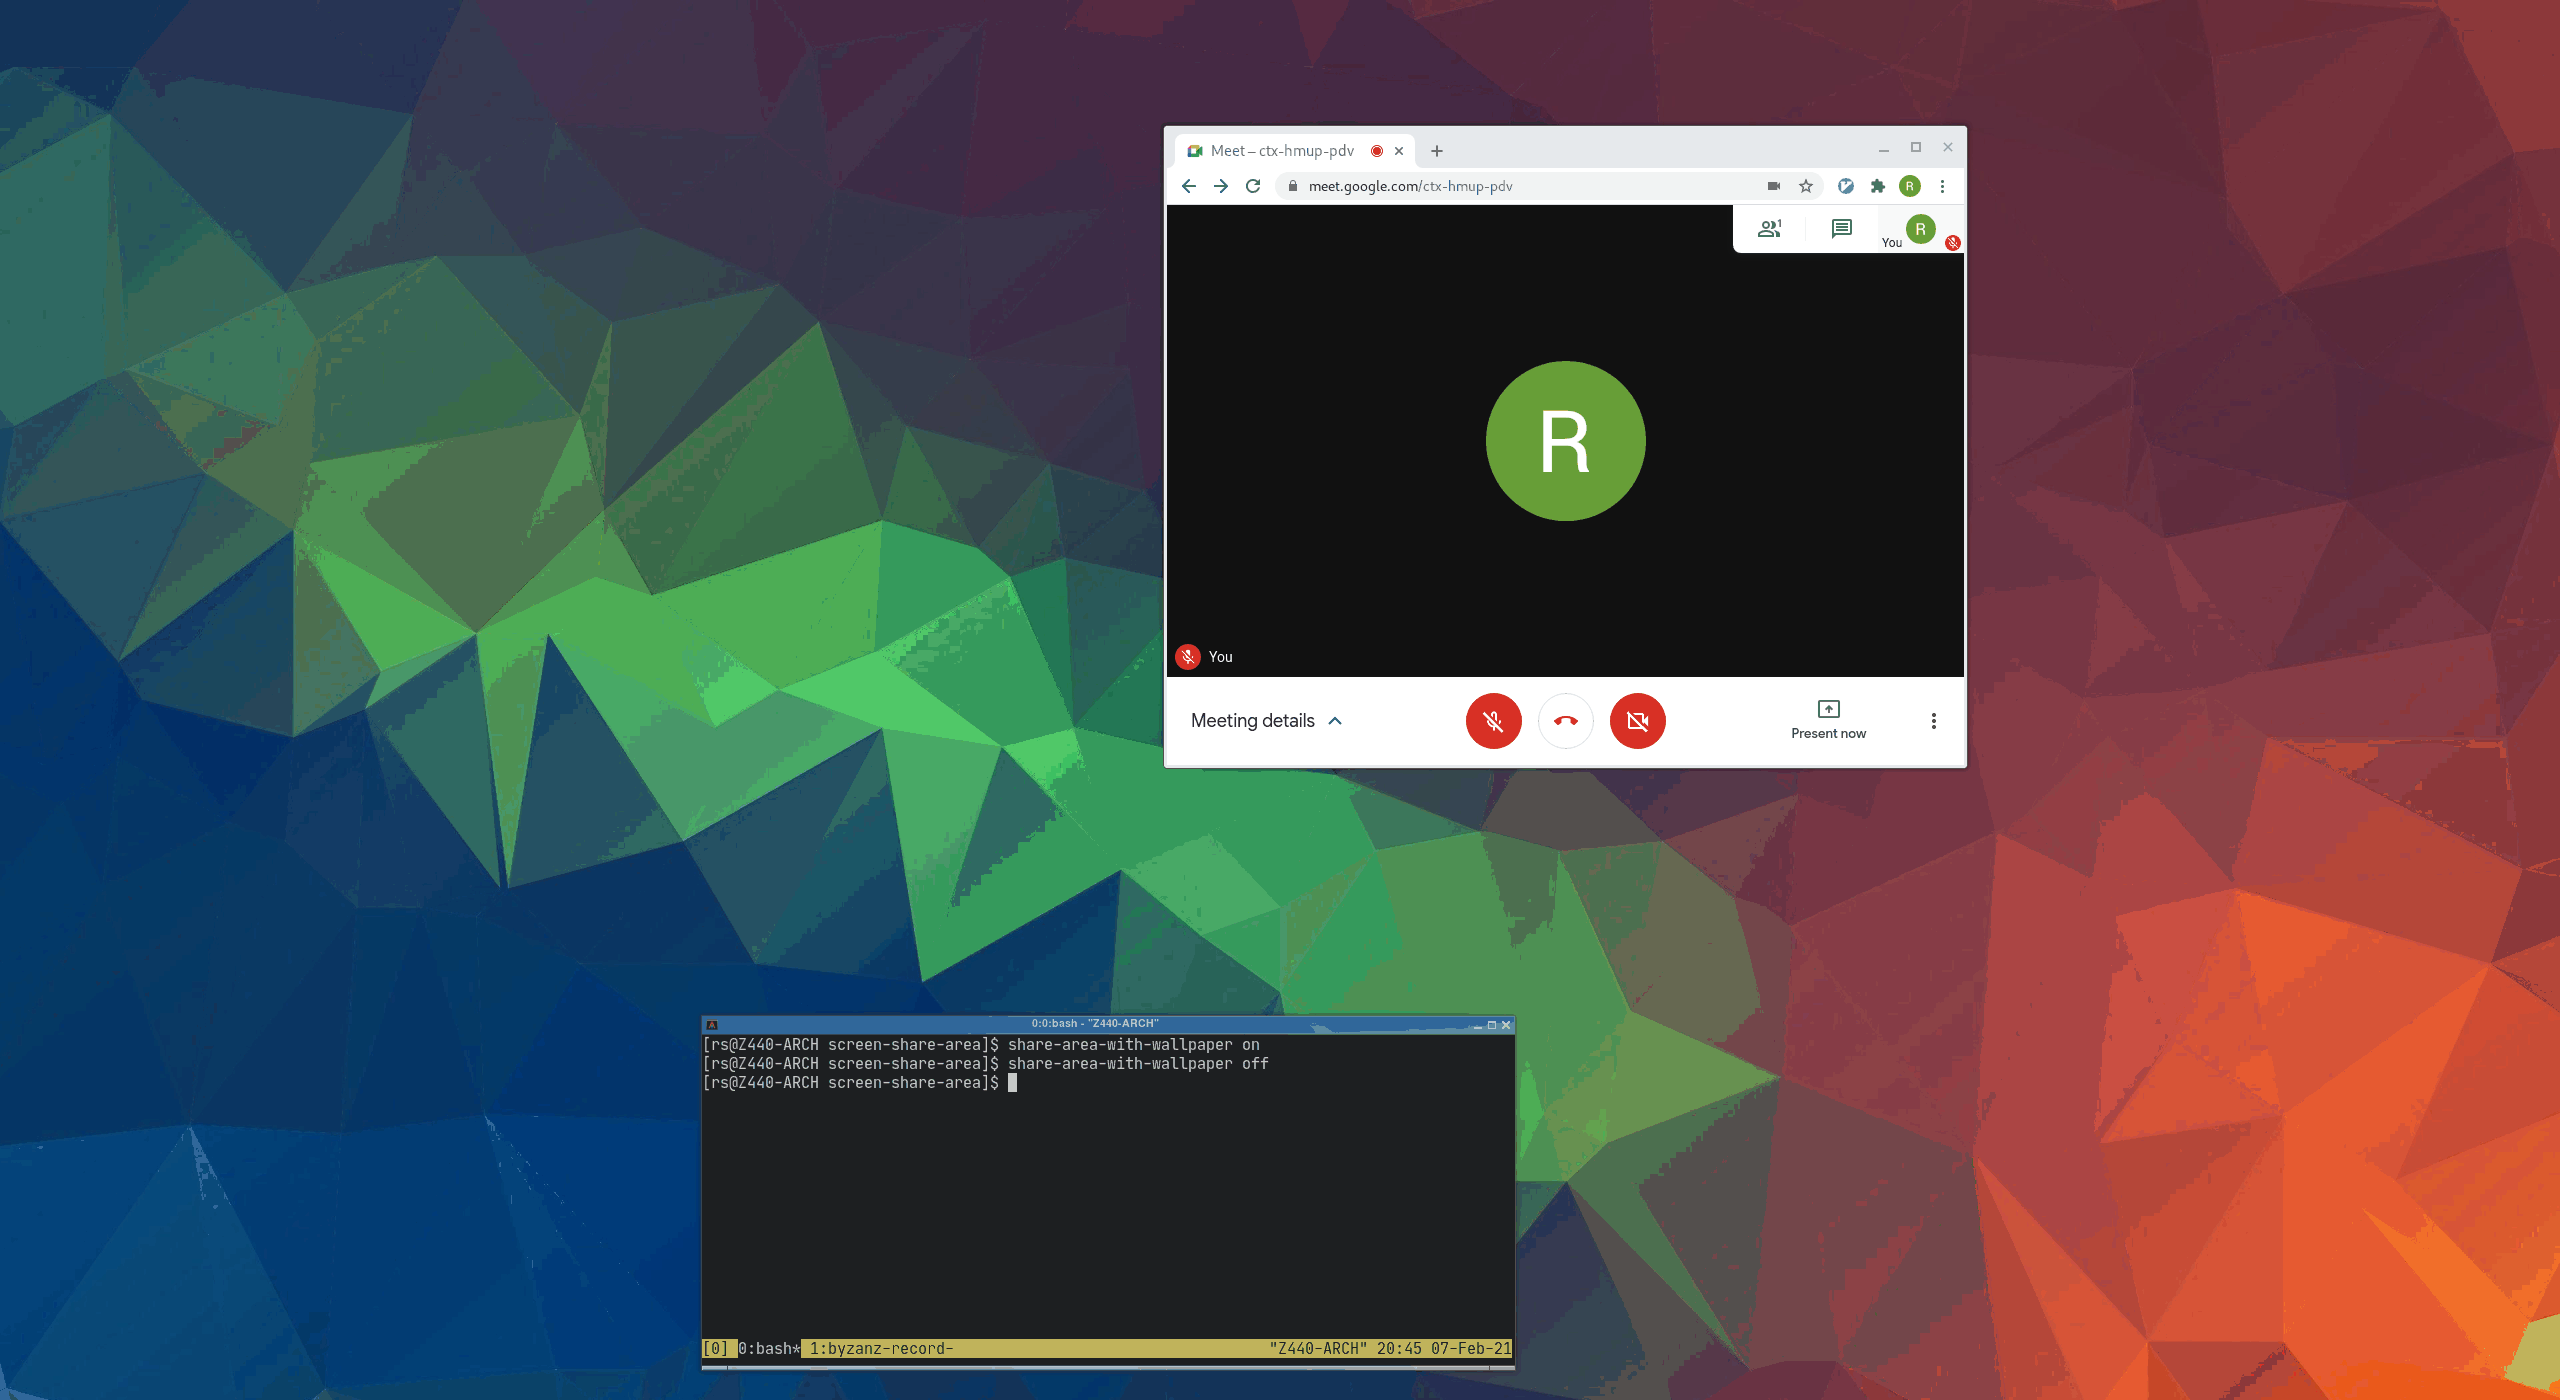 Meet – ctx-hmup-pdv
meet.google.com/ctx-hmup-pdv
R
1
You
R
R
You
Meeting details
Present now
0:0:bash - "Z440-ARCH"
[rs@Z440-ARCH screen-share-area]$ share-area-with-wallpaper on
[rs@Z440-ARCH screen-share-area]$ share-area-with-wallpaper off
[rs@Z440-ARCH screen-share-area]$
[0] 0:bash* 1:byzanz-record- "Z440-ARCH" 20:45 07-Feb-21